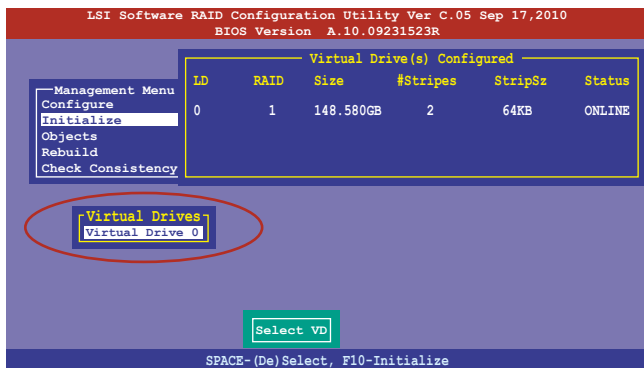 LSI Software RAID Configuration Utility Ver C.05 Sep 17,2010
BIOS Version A.10.09231523R
Virtual Drive(s) Configured
LD RAID Size #Stripes StripSz Status
0 1 148.580GB 2 64KB ONLINE
Management Menu
Configure
Initialize
Objects
Rebuild
Check Consistency
Virtual Drives
Virtual Drive 0
Select VD
SPACE-(De)Select, F10-Initialize